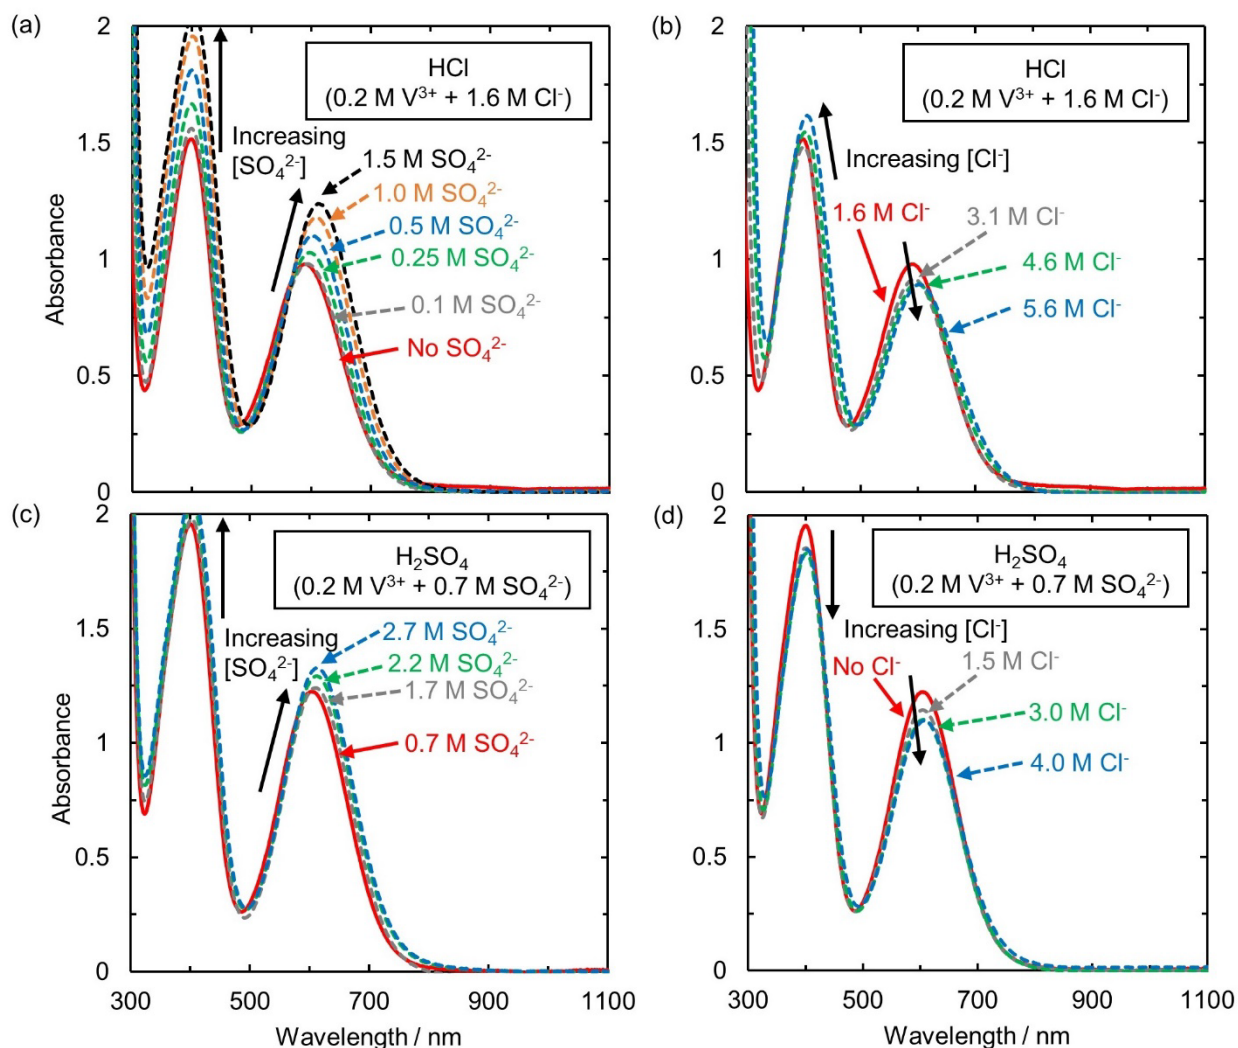 (a)
2
HCl
(0.2 M V³⁺ + 1.6 M Cl⁻)
1.5
Increasing
[SO₄²⁻]
1.5 M SO₄²⁻
1.0 M SO₄²⁻
0.5 M SO₄²⁻
0.25 M SO₄²⁻
0.1 M SO₄²⁻
No SO₄²⁻
1
0.5
0
Absorbance
(b)
2
HCl
(0.2 M V³⁺ + 1.6 M Cl⁻)
1.5
Increasing [Cl⁻]
1.6 M Cl⁻
3.1 M Cl⁻
4.6 M Cl⁻
5.6 M Cl⁻
1
0.5
0
(c)
2
H₂SO₄
(0.2 M V³⁺ + 0.7 M SO₄²⁻)
1.5
Increasing
[SO₄²⁻]
2.7 M SO₄²⁻
2.2 M SO₄²⁻
1.7 M SO₄²⁻
0.7 M SO₄²⁻
1
0.5
0
Absorbance
300 500 700 900 1100
Wavelength / nm
(d)
2
H₂SO₄
(0.2 M V³⁺ + 0.7 M SO₄²⁻)
1.5
Increasing [Cl⁻]
No Cl⁻
1.5 M Cl⁻
3.0 M Cl⁻
4.0 M Cl⁻
1
0.5
0
300 500 700 900 1100
Wavelength / nm